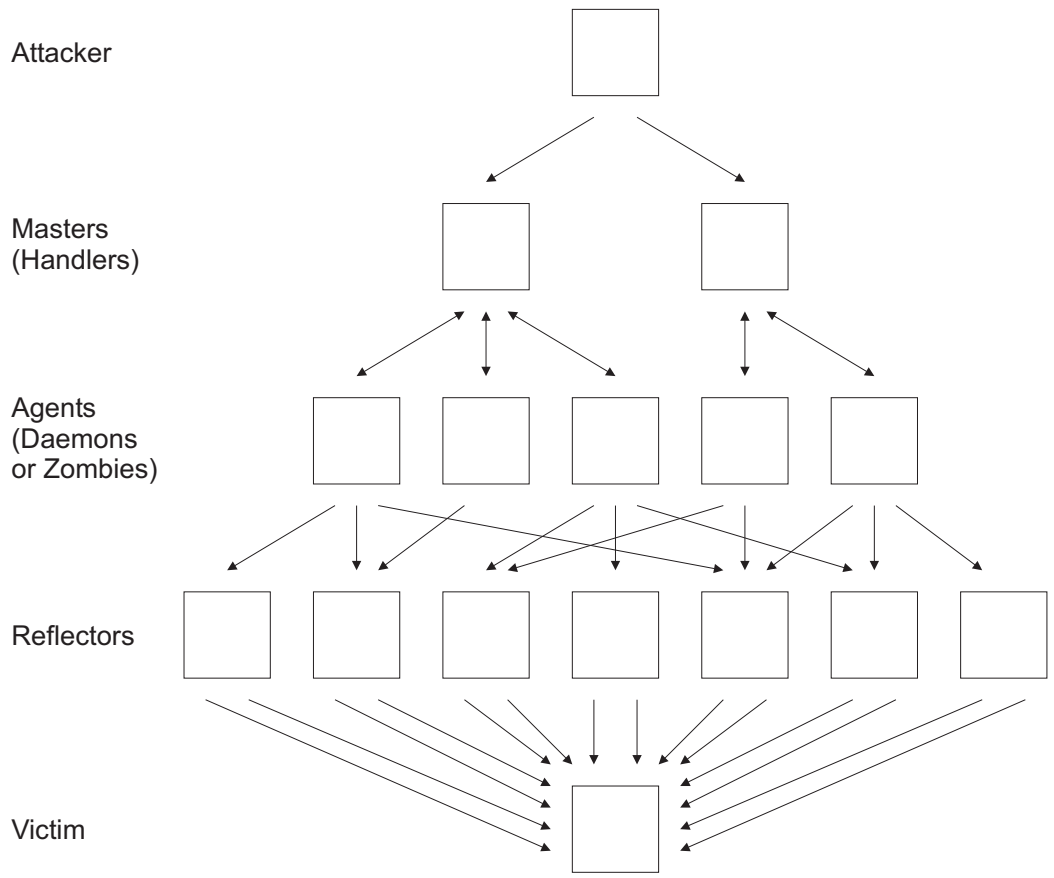 Attacker
Masters
(Handlers)
Agents
(Daemons
or Zombies)
Reflectors
Victim